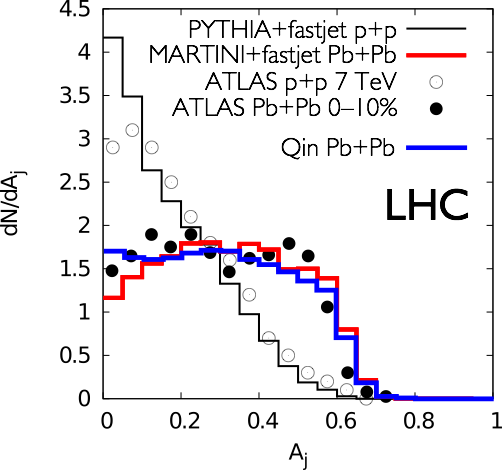 4.5
4
3.5
3
2.5
2
1.5
1
0.5
0
dN/dAj
PYTHIA+fastjet p+p
MARTINI+fastjet Pb+Pb
ATLAS p+p 7 TeV
ATLAS Pb+Pb 0–10%
Qin Pb+Pb
LHC
0 0.2 0.4 0.6 0.8 1
Aj